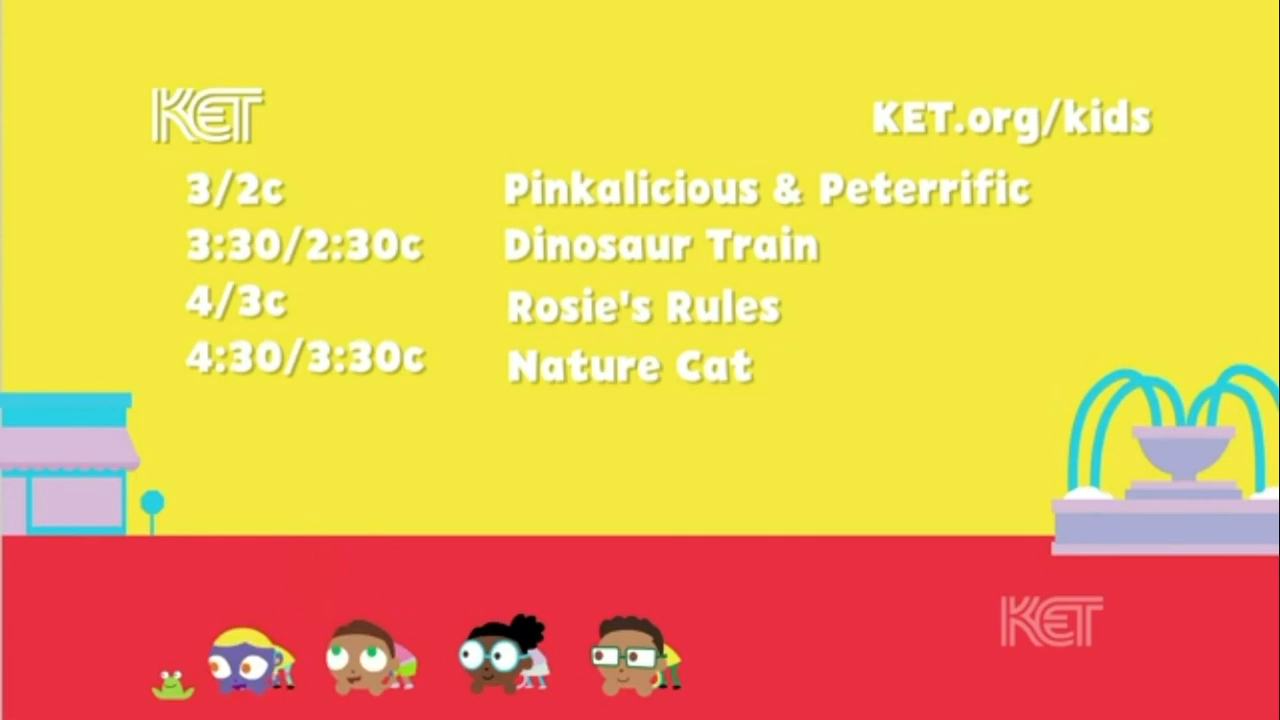 KET
KET.org/kids
3/2c Pinkalicious & Peterrific
3:30/2:30c Dinosaur Train
4/3c Rosie's Rules
4:30/3:30c Nature Cat
KET